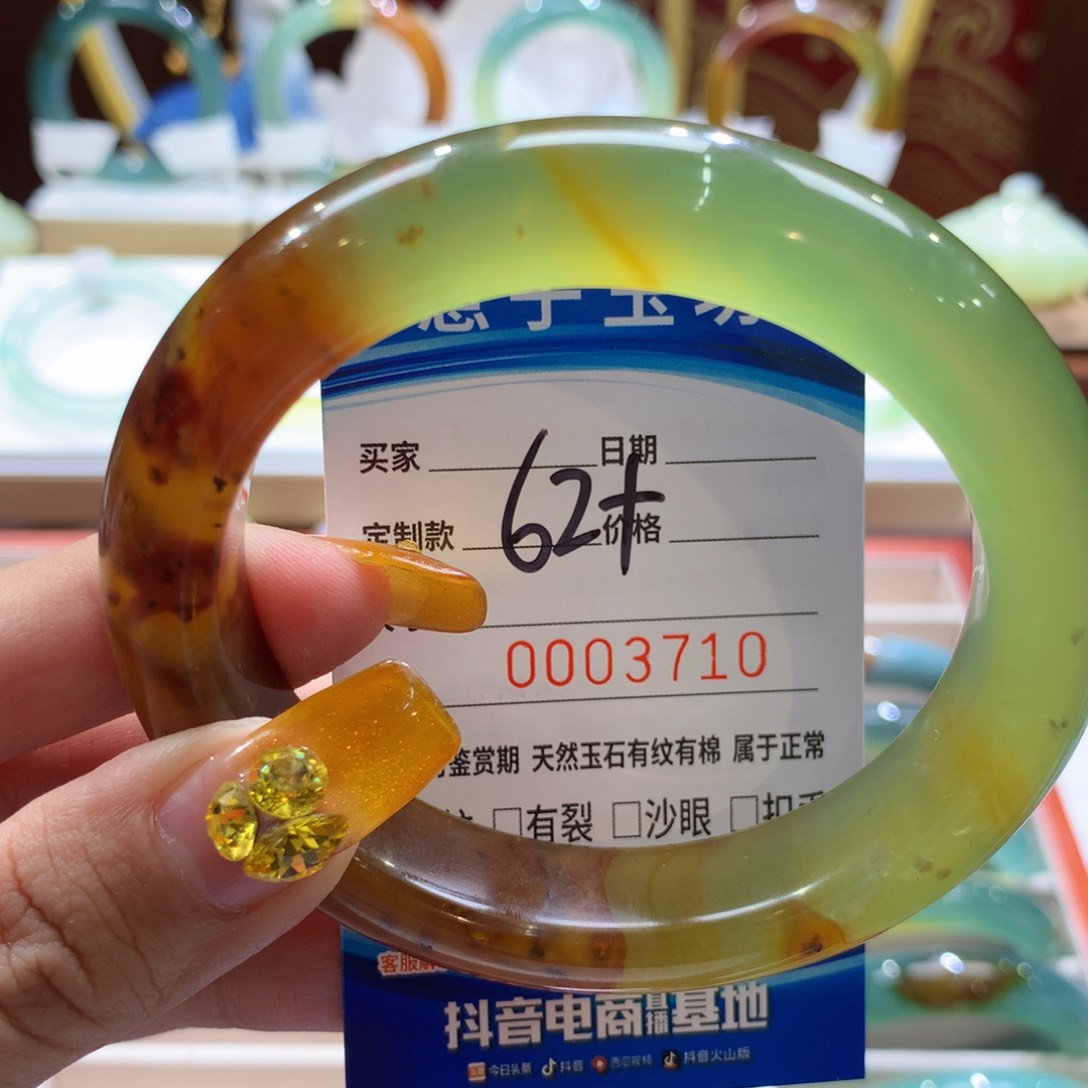 买家 日期
62+
定制款 价格
0003710
鉴赏期 天然玉石有纹有棉 属于正常
□有裂 □沙眼
客服
抖音电商直播基地
今日头条 抖音 西瓜视频 抖音火山版